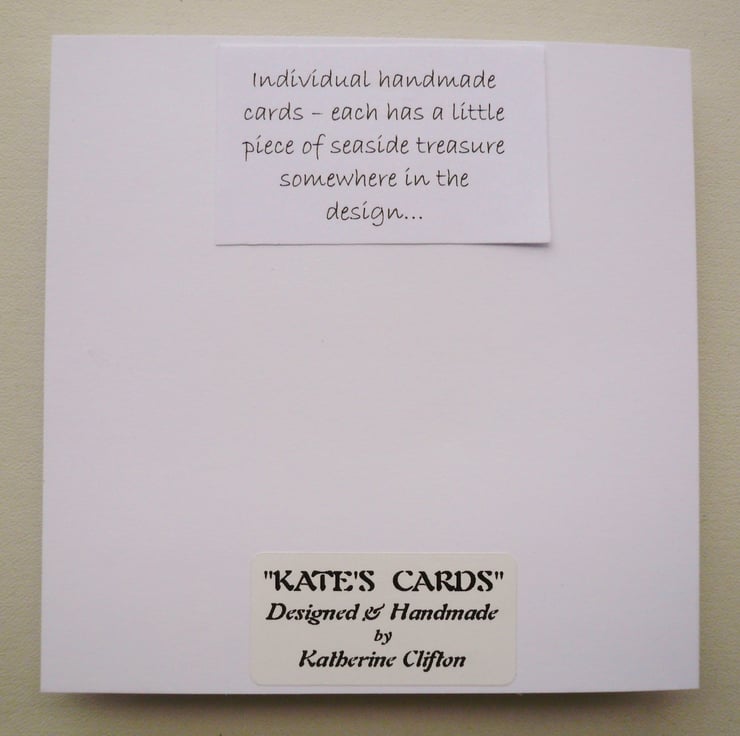 Individual handmade
cards – each has a little
piece of seaside treasure
somewhere in the
design...
"KATE'S CARDS"
Designed & Handmade
by
Katherine Clifton